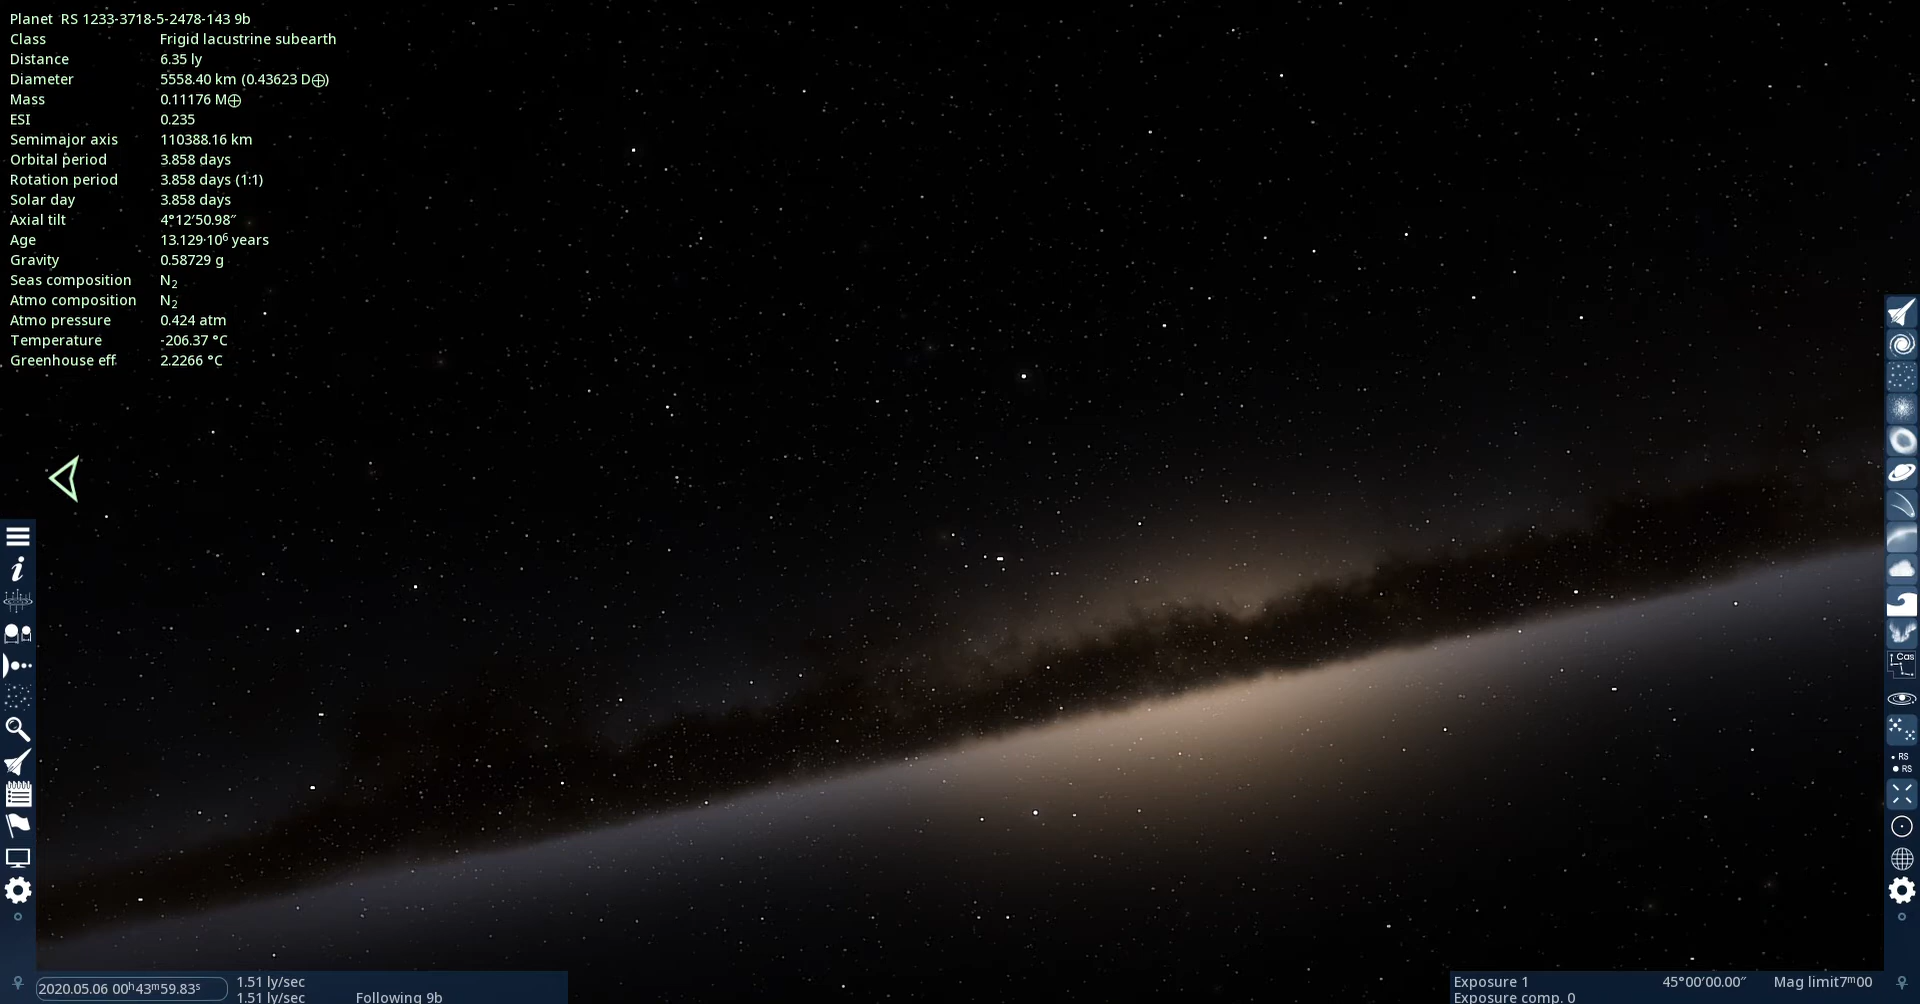 Planet RS 1233-3718-5-2478-143 9b
Class Frigid lacustrine subearth
Distance 6.35 ly
Diameter 5558.40 km (0.43623 D⊕)
Mass 0.11176 M⊕
ESI 0.235
Semimajor axis 110388.16 km
Orbital period 3.858 days
Rotation period 3.858 days (1:1)
Solar day 3.858 days
Axial tilt 4°12′50.98″
Age 13.129·10⁶ years
Gravity 0.58729 g
Seas composition N₂
Atmo composition N₂
Atmo pressure 0.424 atm
Temperature -206.37 °C
Greenhouse eff. 2.2266 °C
Cas
RS
RS
2020.05.06 00ʰ43ᵐ59.83ˢ
1.51 ly/sec
1.51 ly/sec Following 9b
Exposure 1 45°00′00.00″ Mag limit7ᵐ00
Exposure comp. 0